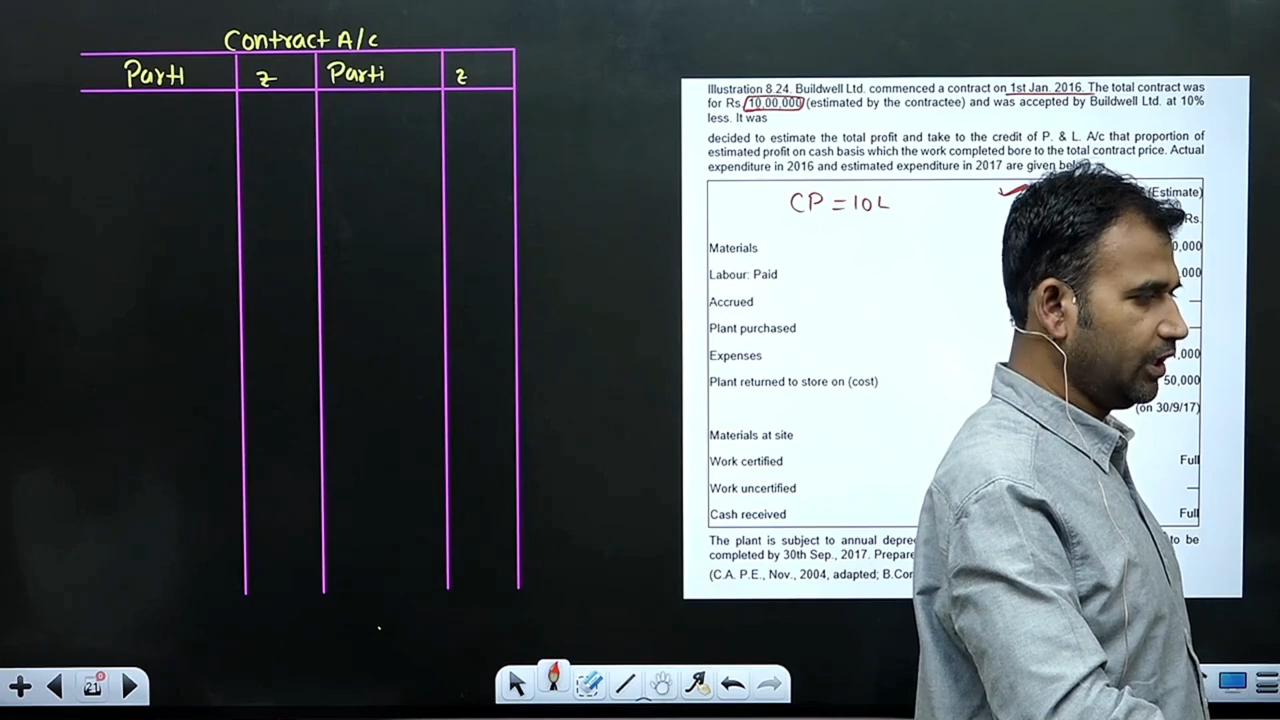 Contract A/c
Parti ₹ Parti ₹
Illustration 8.24. Buildwell Ltd. commenced a contract on 1st Jan. 2016. The total contract was
for Rs. 10,00,000 (estimated by the contractee) and was accepted by Buildwell Ltd. at 10%
less. It was
decided to estimate the total profit and take to the credit of P. & L. A/c that proportion of
estimated profit on cash basis which the work completed bore to the total contract price. Actual
expenditure in 2016 and estimated expenditure in 2017 are given
CP = 10L
(Estimate)
Rs.
Materials
Labour: Paid
Accrued —
Plant purchased —
Expenses
Plant returned to store on (cost) 50,000
(on 30/9/17)
Materials at site
Work certified Full
Work uncertified —
Cash received Full
The plant is subject to annual to be
completed by 30th Sep., 2017.
(C.A. P.E., Nov., 2004, adapted;
21